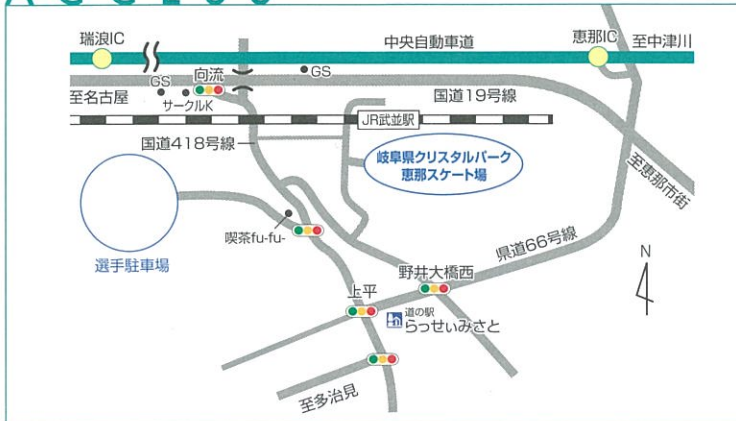 瑞浪IC
中央自動車道
恵那IC
至中津川
GS
向流
GS
至名古屋
サークルK
国道19号線
JR武並駅
国道418号線
岐阜県クリスタルパーク
恵那スケート場
至恵那市街
喫茶fu-fu-
選手駐車場
県道66号線
N
野井大橋西
上平
道の駅
らっせいみさと
至多治見